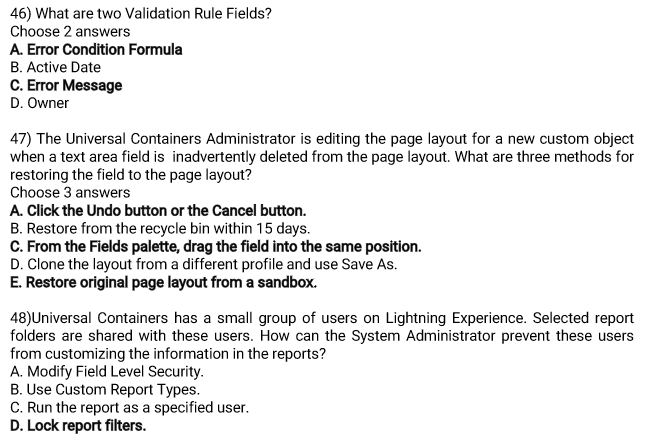 46) What are two Validation Rule Fields?
Choose 2 answers
A. Error Condition Formula
B. Active Date
C. Error Message
D. Owner
47) The Universal Containers Administrator is editing the page layout for a new custom object
when a text area field is inadvertently deleted from the page layout. What are three methods for
restoring the field to the page layout?
Choose 3 answers
A. Click the Undo button or the Cancel button.
B. Restore from the recycle bin within 15 days.
C. From the Fields palette, drag the field into the same position.
D. Clone the layout from a different profile and use Save As.
E. Restore original page layout from a sandbox.
48)Universal Containers has a small group of users on Lightning Experience. Selected report
folders are shared with these users. How can the System Administrator prevent these users
from customizing the information in the reports?
A. Modify Field Level Security.
B. Use Custom Report Types.
C. Run the report as a specified user.
D. Lock report filters.